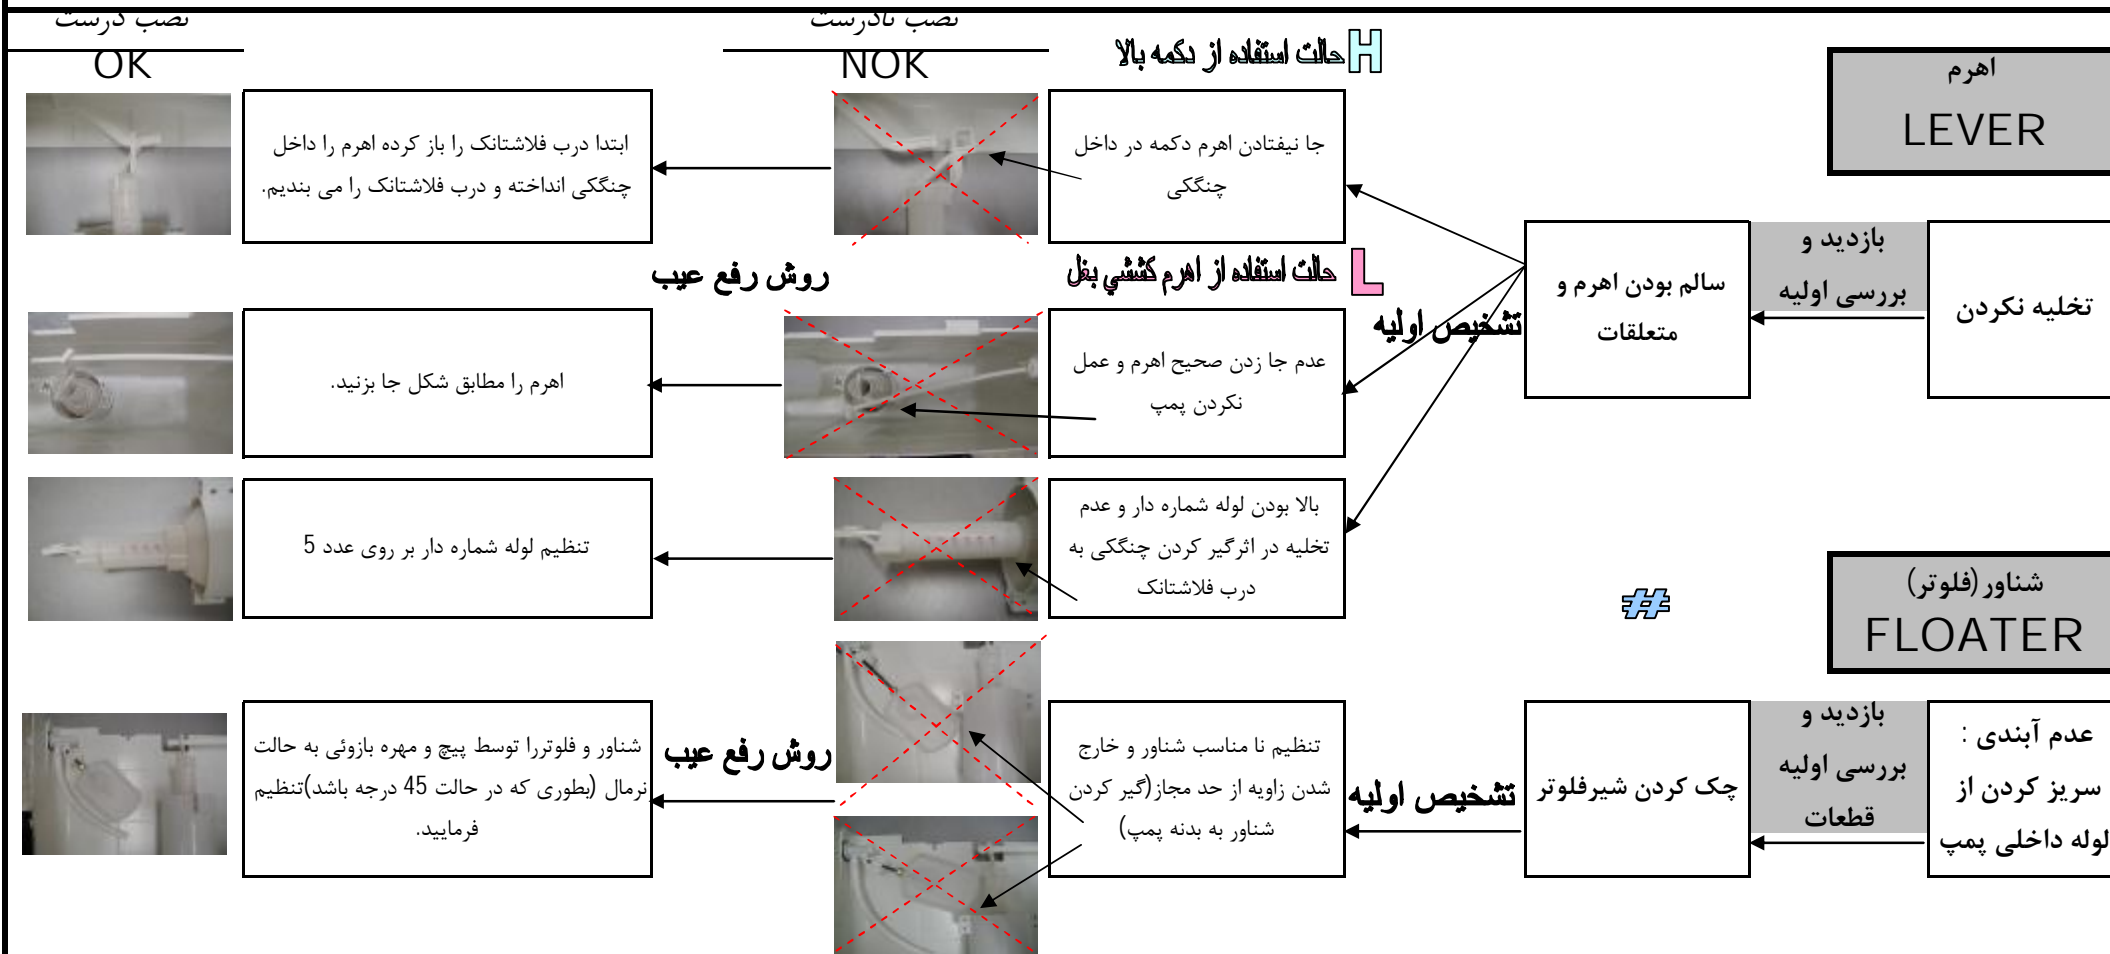 نصب نادرست
نصب درست
NOK
OK
H حالت استفاده از دکمه بالا
اهرم
LEVER
تخلیه نکردن
بازدید و
بررسی اولیه
سالم بودن اهرم و
متعلقات
تشخیص اولیه
جا نیفتادن اهرم دکمه در داخل
چنگکی
ابتدا درب فلاشتانک را باز کرده اهرم را داخل
چنگکی انداخته و درب فلاشتانک را می بندیم.
L حالت استفاده از اهرم کششي بغل
روش رفع عیب
عدم جا زدن صحیح اهرم و عمل
نکردن پمپ
اهرم را مطابق شکل جا بزنید.
بالا بودن لوله شماره دار و عدم
تخلیه در اثرگیر کردن چنگکی به
درب فلاشتانک
تنظیم لوله شماره دار بر روی عدد 5
#
شناور(فلوتر)
FLOATER
عدم آبندی :
سریز کردن از
لوله داخلی پمپ
بازدید و
بررسی اولیه
قطعات
چک کردن شیرفلوتر
تشخیص اولیه
تنظیم نا مناسب شناور و خارج
شدن زاویه از حد مجاز(گیر کردن
شناور به بدنه پمپ)
روش رفع عیب
شناور و فلوتررا توسط پیچ و مهره بازوئی به حالت
نرمال (بطوری که در حالت 45 درجه باشد)تنظیم
فرمایید.